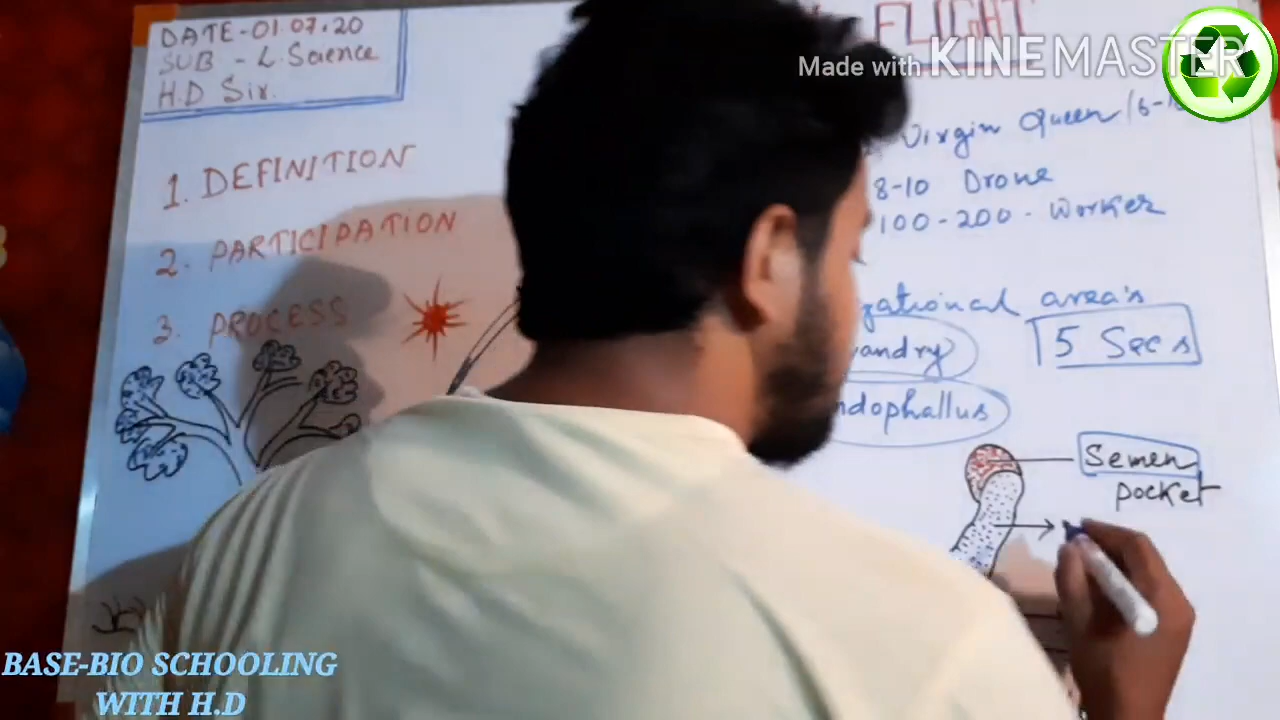 DATE-01.07.20
SUB - L.Science
H.D Sir.
1. DEFINITION
2. PARTICIPATION
3. PROCESS
FLIGHT
Made with KINEMASTER
Virgin Queen
8-10 Drone
100-200 - Worker
area's
5 Secs
Semen
pocket
BASE-BIO SCHOOLING
WITH H.D